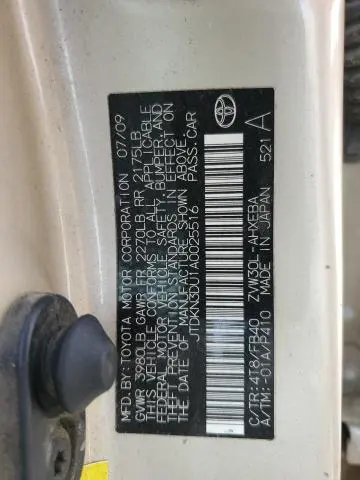 MFD.BY:TOYOTA MOTOR CORPORATION 07/09
GVWR 3980LB GAWR FR 2270LB RR 2175LB
THIS VEHICLE CONFORMS TO ALL APPLICABLE
FEDERAL MOTOR VEHICLE SAFETY, BUMPER, AND
THEFT PREVENTION STANDARDS IN EFFECT ON
THE DATE OF MANUFACTURE SHOWN ABOVE.
JTDKN3DU1A0025516 PASS.CAR
C/TR:4T8/FB40 ZVW30L-AHXEBA
A/TM:-01A/P410 MADE IN JAPAN 521 A